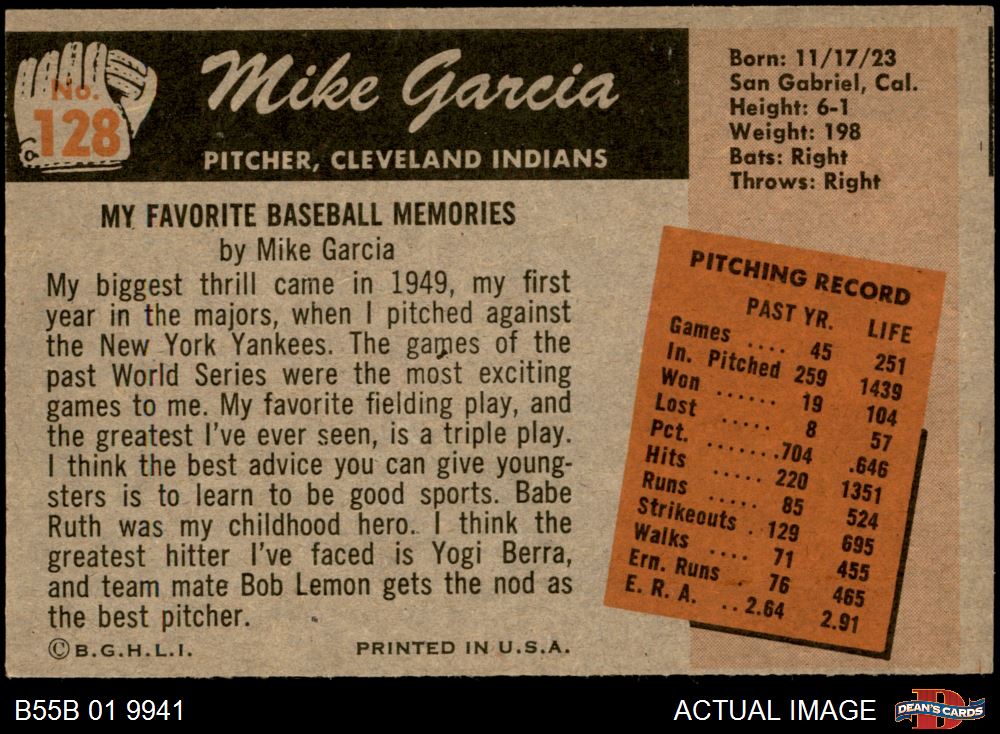 No.
128
Mike Garcia
PITCHER, CLEVELAND INDIANS
Born: 11/17/23
San Gabriel, Cal.
Height: 6-1
Weight: 198
Bats: Right
Throws: Right
MY FAVORITE BASEBALL MEMORIES
by Mike Garcia
My biggest thrill came in 1949, my first
year in the majors, when I pitched against
the New York Yankees. The games of the
past World Series were the most exciting
games to me. My favorite fielding play, and
the greatest I've ever seen, is a triple play.
I think the best advice you can give young-
sters is to learn to be good sports. Babe
Ruth was my childhood hero. I think the
greatest hitter I've faced is Yogi Berra,
and team mate Bob Lemon gets the nod as
the best pitcher.
©B.G.H.L.I. PRINTED IN U.S.A.
PITCHING RECORD
PAST YR. LIFE
Games .... 45 251
In. Pitched 259 1439
Won ...... 19 104
Lost ..... 8 57
Pct. .......704 .646
Hits ..... 220 1351
Runs ..... 85 524
Strikeouts . 129 695
Walks .... 71 455
Ern. Runs . 76 465
E. R. A. ..2.64 2.91
B55B 01 9941
ACTUAL IMAGE
DEAN'S CARDS